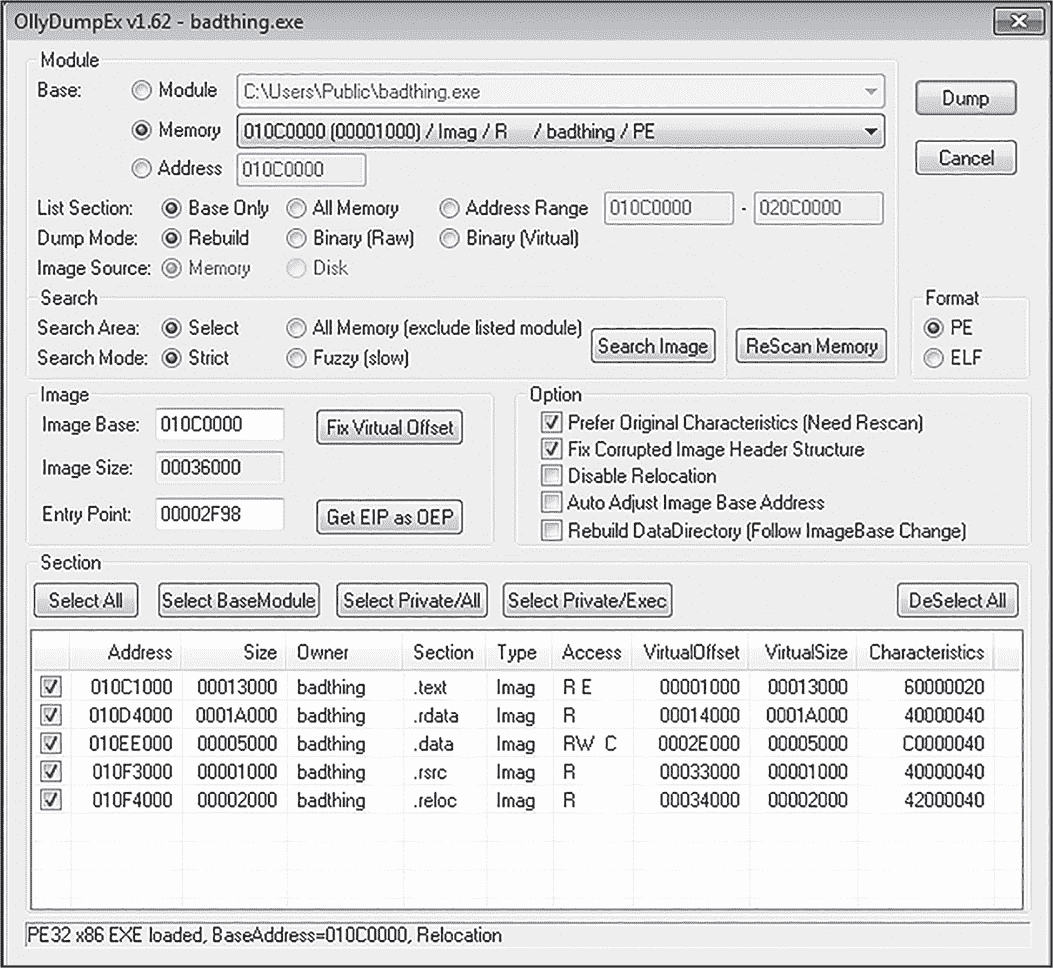 OllyDumpEx v1.62 - badthing.exe
Module
Base: Module C:\Users\Public\badthing.exe
Dump
Memory 010C0000 (00001000) / Imag / R / badthing / PE
Cancel
Address 010C0000
List Section: Base Only All Memory Address Range 010C0000 - 020C0000
Dump Mode: Rebuild Binary (Raw) Binary (Virtual)
Image Source: Memory Disk
Search
Search Area: Select All Memory (exclude listed module)
Search Mode: Strict Fuzzy (slow)
Search Image
ReScan Memory
Format
PE
ELF
Image
Image Base: 010C0000 Fix Virtual Offset
Image Size: 00036000
Entry Point: 00002F98 Get EIP as OEP
Option
Prefer Original Characteristics (Need Rescan)
Fix Corrupted Image Header Structure
Disable Relocation
Auto Adjust Image Base Address
Rebuild DataDirectory (Follow ImageBase Change)
Section
Select All Select BaseModule Select Private/All Select Private/Exec DeSelect All
Address Size Owner Section Type Access VirtualOffset VirtualSize Characteristics
010C1000 00013000 badthing .text Imag R E 00001000 00013000 60000020
010D4000 0001A000 badthing .rdata Imag R 00014000 0001A000 40000040
010EE000 00005000 badthing .data Imag RW C 0002E000 00005000 C0000040
010F3000 00001000 badthing .rsrc Imag R 00033000 00001000 40000040
010F4000 00002000 badthing .reloc Imag R 00034000 00002000 42000040
PE32 x86 EXE loaded, BaseAddress=010C0000, Relocation